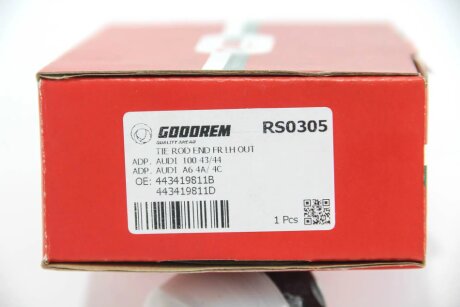 GOODREM
QUALITY AHEAD
RS0305
TIE ROD END FR LH OUT
ADP. AUDI 100 43/44
ADP. AUDI A6 4A/ 4C
OE: 443419811B
443419811D
1 Pcs